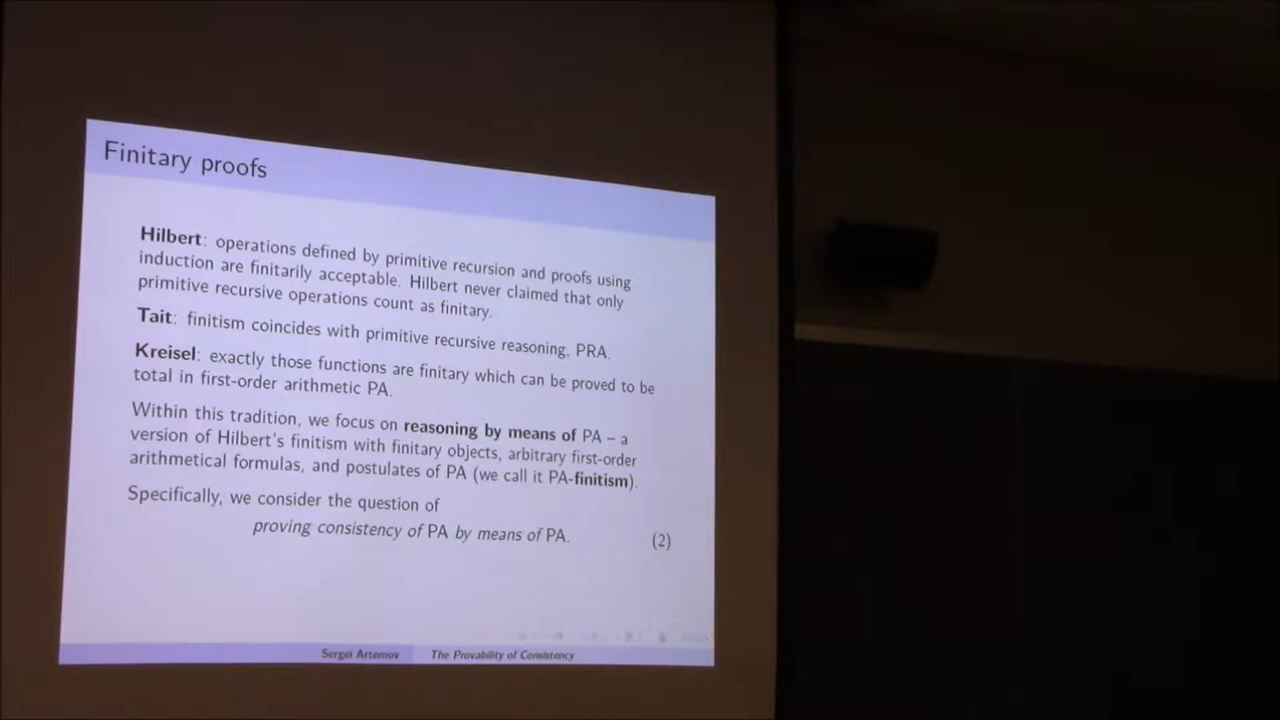 Finitary proofs
Hilbert: operations defined by primitive recursion and proofs using
induction are finitarily acceptable. Hilbert never claimed that only
primitive recursive operations count as finitary.
Tait: finitism coincides with primitive recursive reasoning, PRA.
Kreisel: exactly those functions are finitary which can be proved to be
total in first-order arithmetic PA.
Within this tradition, we focus on reasoning by means of PA – a
version of Hilbert's finitism with finitary objects, arbitrary first-order
arithmetical formulas, and postulates of PA (we call it PA-finitism).
Specifically, we consider the question of
proving consistency of PA by means of PA. (2)
Sergei Artemov The Provability of Consistency